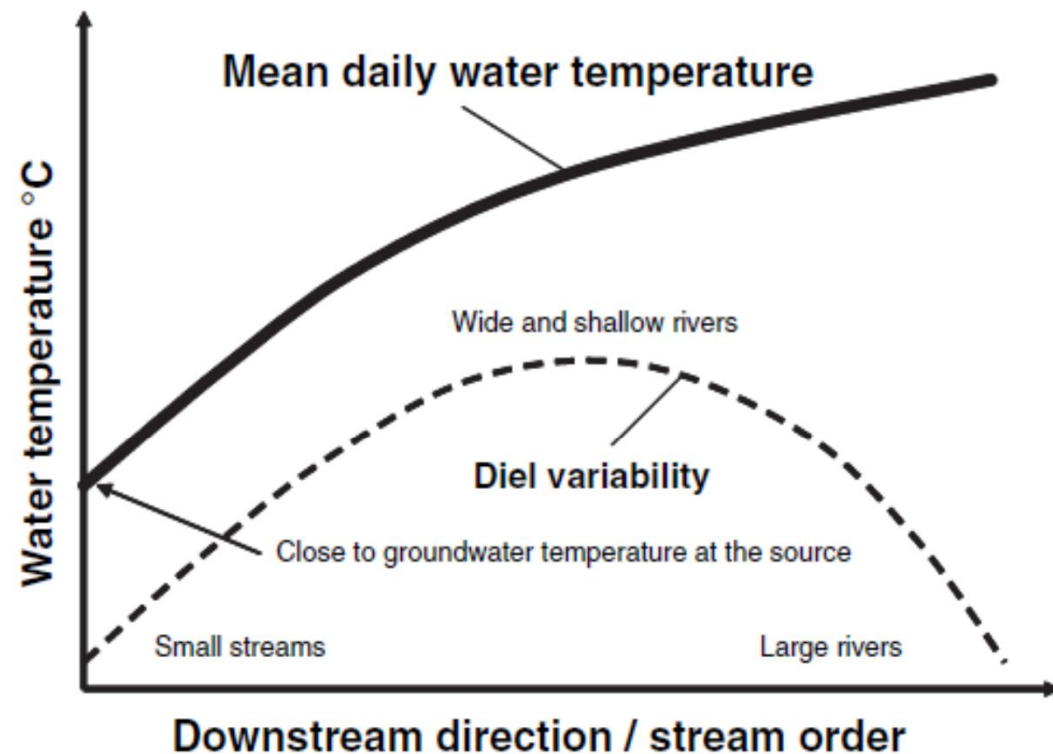 Mean daily water temperature
Water temperature °C
Wide and shallow rivers
Diel variability
Close to groundwater temperature at the source
Small streams
Large rivers
Downstream direction / stream order